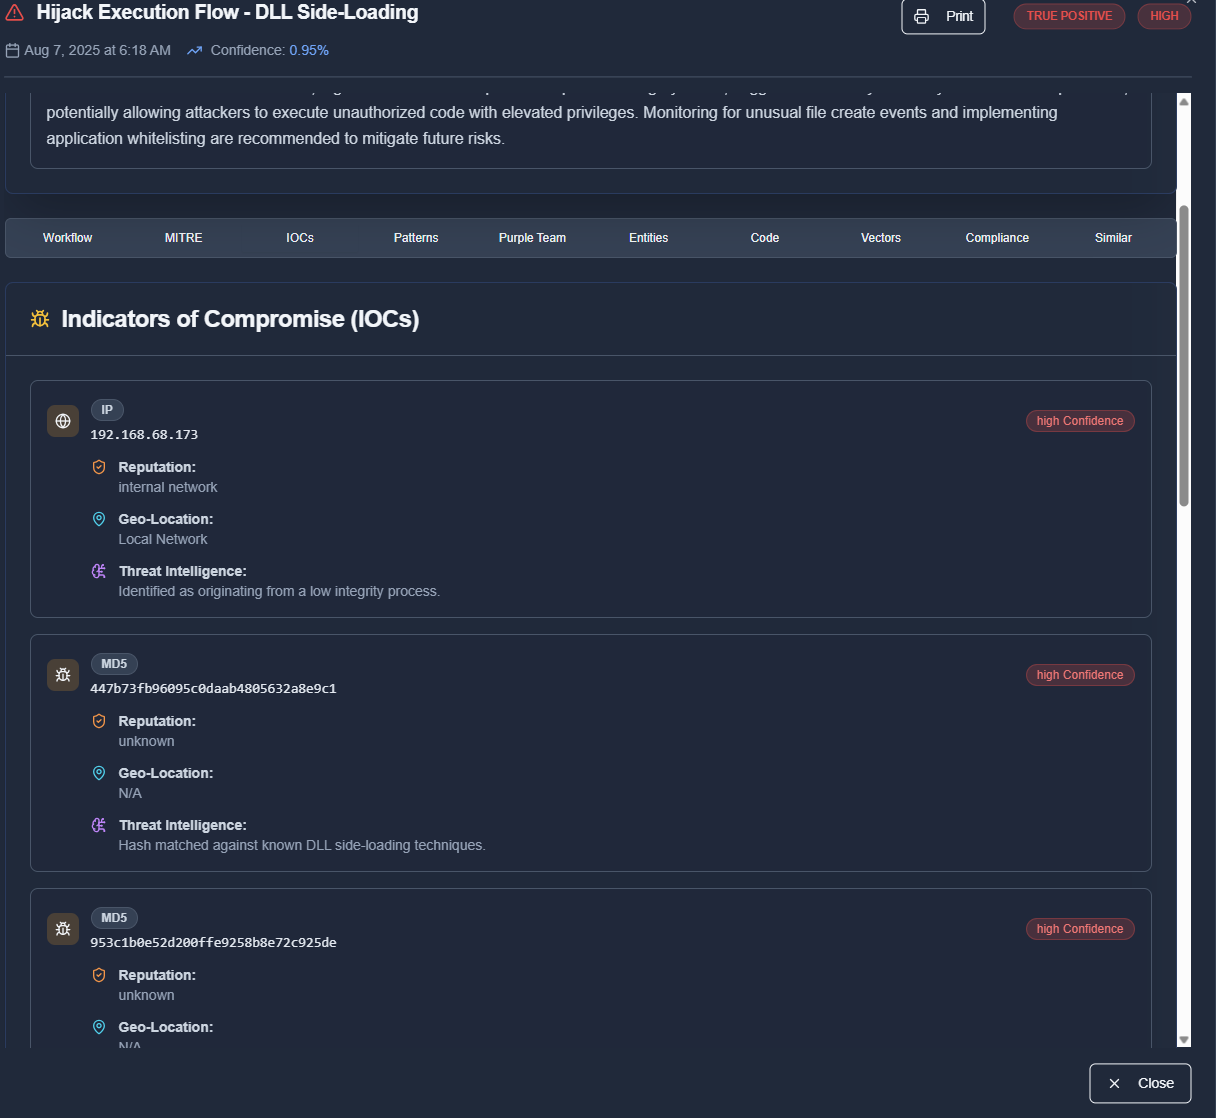 Hijack Execution Flow - DLL Side-Loading
Print
TRUE POSITIVE
HIGH
Aug 7, 2025 at 6:18 AM
Confidence: 0.95%
potentially allowing attackers to execute unauthorized code with elevated privileges. Monitoring for unusual file create events and implementing
application whitelisting are recommended to mitigate future risks.
Workflow MITRE IOCs Patterns Purple Team Entities Code Vectors Compliance Similar
Indicators of Compromise (IOCs)
IP
192.168.68.173
high Confidence
Reputation:
internal network
Geo-Location:
Local Network
Threat Intelligence:
Identified as originating from a low integrity process.
MD5
447b73fb96095c0daab4805632a8e9c1
high Confidence
Reputation:
unknown
Geo-Location:
N/A
Threat Intelligence:
Hash matched against known DLL side-loading techniques.
MD5
953c1b0e52d200ffe9258b8e72c925de
high Confidence
Reputation:
unknown
Geo-Location:
N/A
Close